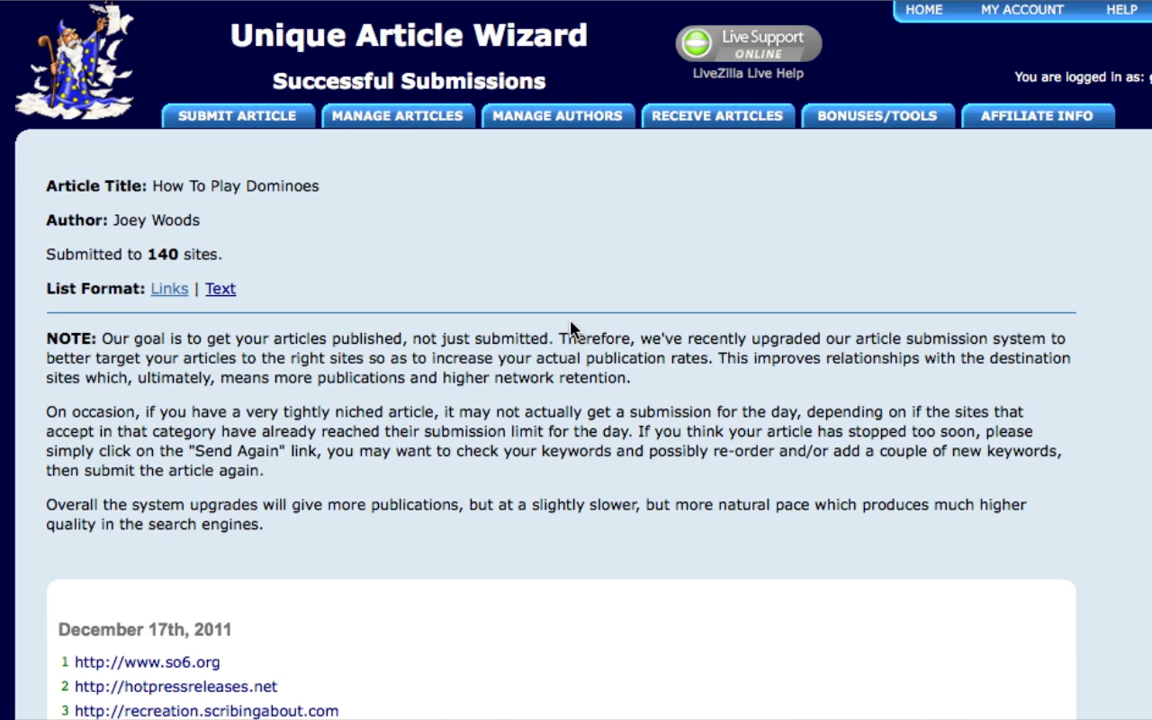 HOME MY ACCOUNT HELP
Unique Article Wizard
Live Support
ONLINE
LiveZilla Live Help
Successful Submissions
You are logged in as:
SUBMIT ARTICLE MANAGE ARTICLES MANAGE AUTHORS RECEIVE ARTICLES BONUSES/TOOLS AFFILIATE INFO
Article Title: How To Play Dominoes
Author: Joey Woods
Submitted to 140 sites.
List Format: Links | Text
NOTE: Our goal is to get your articles published, not just submitted. Therefore, we've recently upgraded our article submission system to
better target your articles to the right sites so as to increase your actual publication rates. This improves relationships with the destination
sites which, ultimately, means more publications and higher network retention.
On occasion, if you have a very tightly niched article, it may not actually get a submission for the day, depending on if the sites that
accept in that category have already reached their submission limit for the day. If you think your article has stopped too soon, please
simply click on the "Send Again" link, you may want to check your keywords and possibly re-order and/or add a couple of new keywords,
then submit the article again.
Overall the system upgrades will give more publications, but at a slightly slower, but more natural pace which produces much higher
quality in the search engines.
December 17th, 2011
1 http://www.so6.org
2 http://hotpressreleases.net
3 http://recreation.scribingabout.com